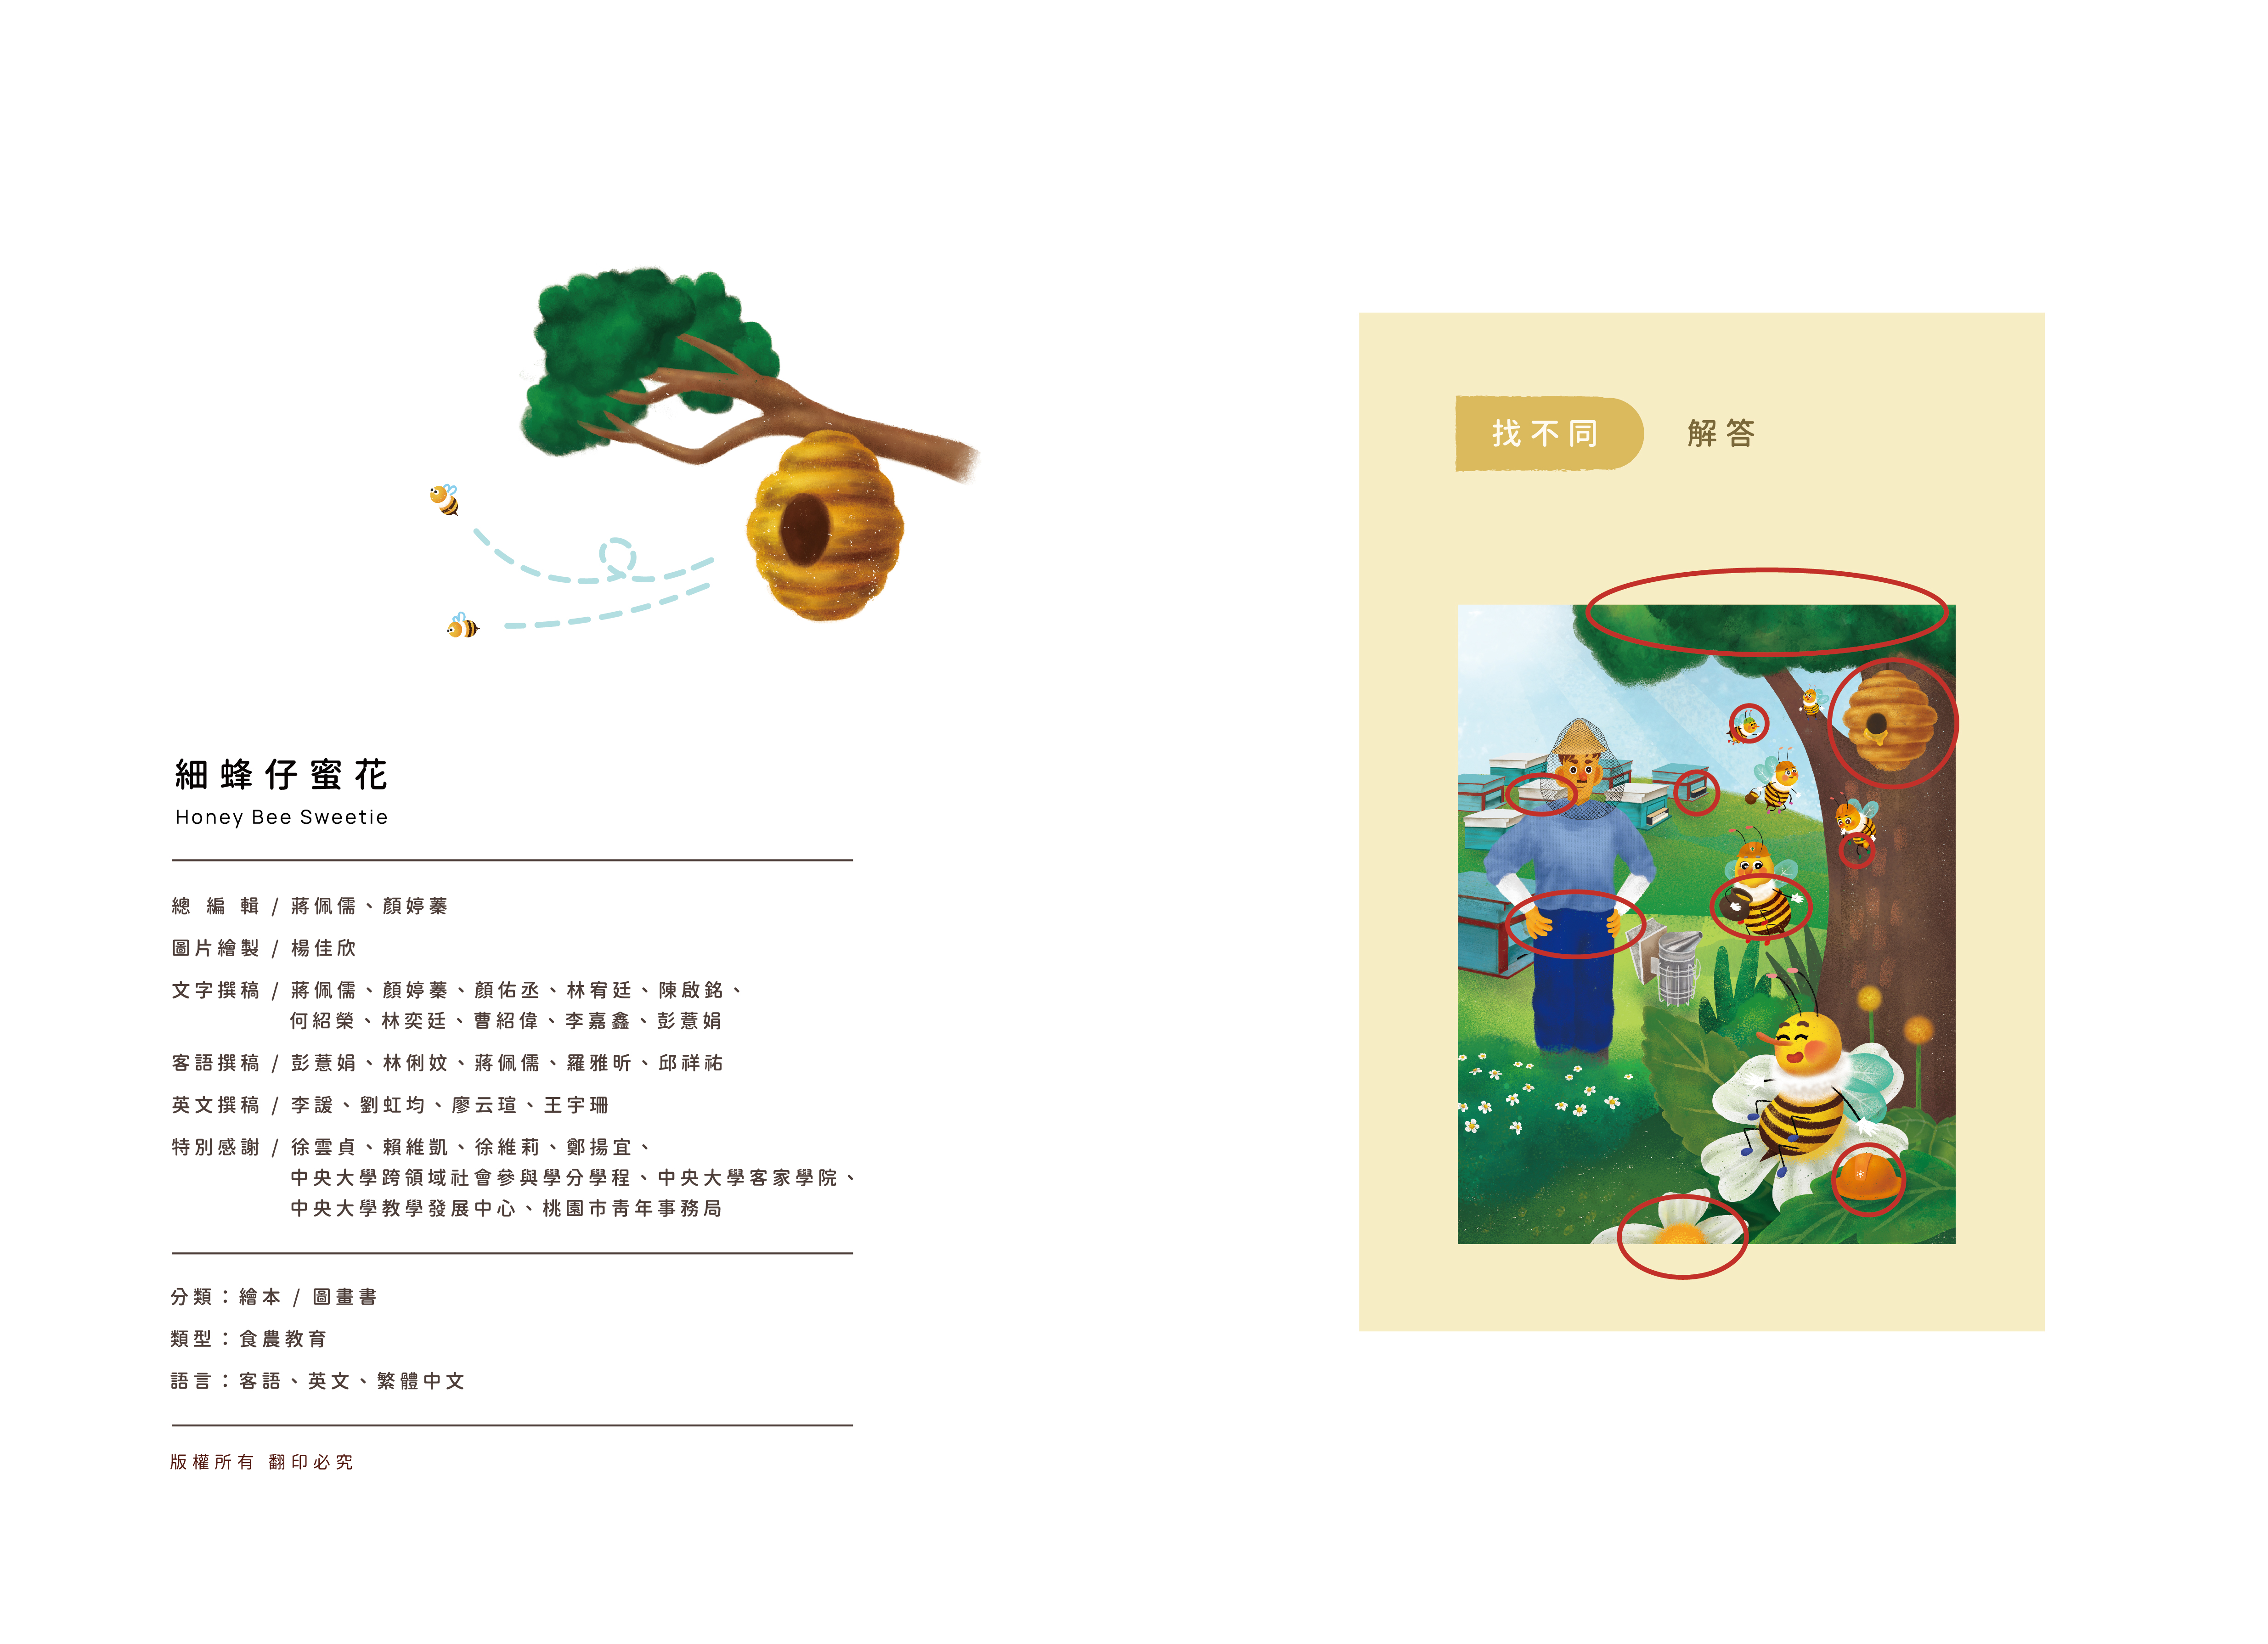 細蜂仔蜜花
Honey Bee Sweetie
總編輯 / 蔣佩儒、顏婷蓁
圖片繪製 / 楊佳欣
文字撰稿 / 蔣佩儒、顏婷蓁、顏佑丞、林宥廷、陳啟銘、
何紹榮、林奕廷、曹紹偉、李嘉鑫、彭薏娟
客語撰稿 / 彭薏娟、林俐妏、蔣佩儒、羅雅昕、邱祥祐
英文撰稿 / 李諼、劉虹均、廖云瑄、王宇珊
特別感謝 / 徐雲貞、賴維凱、徐維莉、鄭揚宜、
中央大學跨領域社會參與學分學程、中央大學客家學院、
中央大學教學發展中心、桃園市青年事務局
分類：繪本 / 圖畫書
類型：食農教育
語言：客語、英文、繁體中文
版權所有 翻印必究
找不同 解答